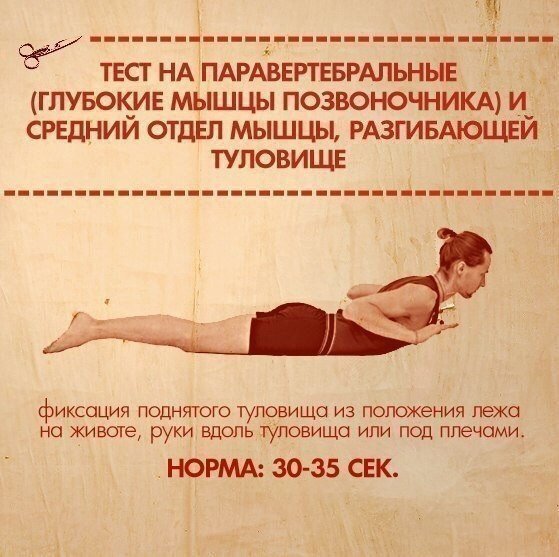 ТЕСТ НА ПАРАВЕРТЕБРАЛЬНЫЕ
(ГЛУБОКИЕ МЫШЦЫ ПОЗВОНОЧНИКА) И
СРЕДНИЙ ОТДЕЛ МЫШЦЫ, РАЗГИБАЮЩЕЙ
ТУЛОВИЩЕ
фиксация поднятого туловища из положения лежа
на животе, руки вдоль туловища или под плечами.
НОРМА: 30-35 СЕК.